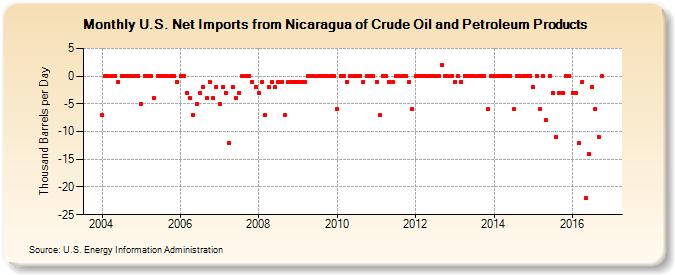 Monthly U.S. Net Imports from Nicaragua of Crude Oil and Petroleum Products
Thousand Barrels per Day
5
0
-5
-10
-15
-20
-25
2004 2006 2008 2010 2012 2014 2016
Source: U.S. Energy Information Administration